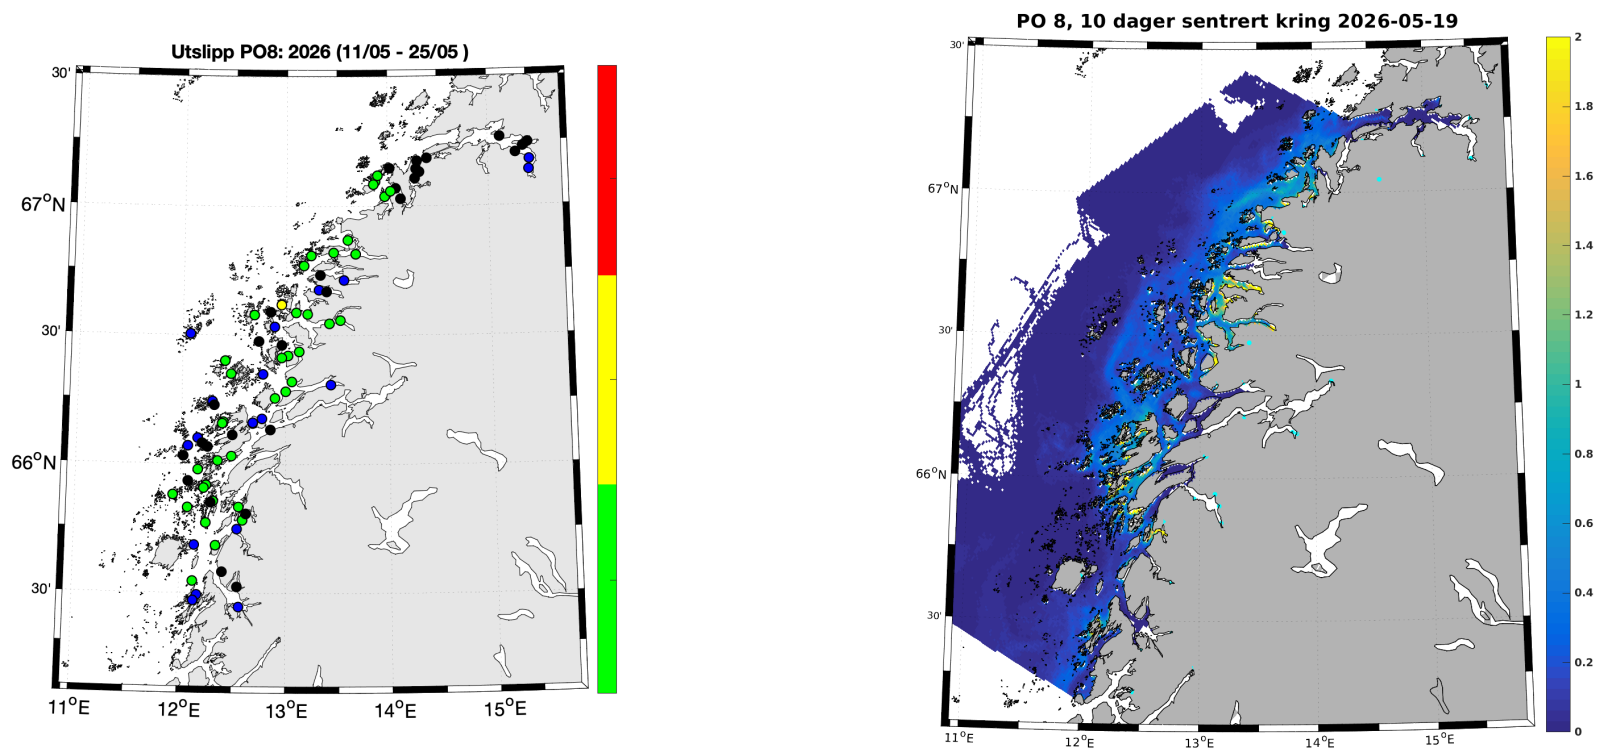 Utslipp PO8: 2026 (11/05 - 25/05 )
30'
67°N
30'
66°N
30'
11°E
12°E
13°E
14°E
15°E
PO 8, 10 dager sentrert kring 2026-05-19
30'
67°N
30'
66°N
30'
11°E
12°E
13°E
14°E
15°E
2
1.8
1.6
1.4
1.2
1
0.8
0.6
0.4
0.2
0